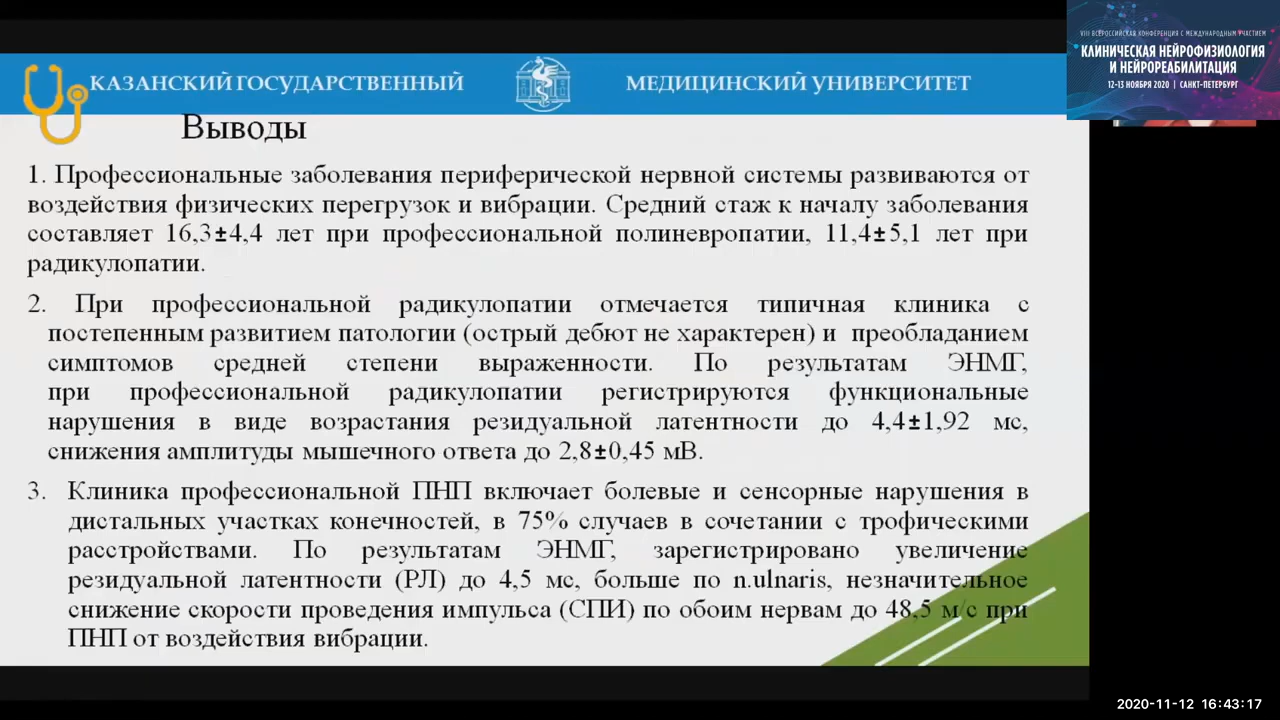 VIII ВСЕРОССИЙСКАЯ КОНФЕРЕНЦИЯ С МЕЖДУНАРОДНЫМ УЧАСТИЕМ
КЛИНИЧЕСКАЯ НЕЙРОФИЗИОЛОГИЯ
И НЕЙРОРЕАБИЛИТАЦИЯ
12-13 НОЯБРЯ 2020 | САНКТ-ПЕТЕРБУРГ
КАЗАНСКИЙ ГОСУДАРСТВЕННЫЙ МЕДИЦИНСКИЙ УНИВЕРСИТЕТ
Выводы
1. Профессиональные заболевания периферической нервной системы развиваются от
воздействия физических перегрузок и вибрации. Средний стаж к началу заболевания
составляет 16,3±4,4 лет при профессиональной полиневропатии, 11,4±5,1 лет при
радикулопатии.
2. При профессиональной радикулопатии отмечается типичная клиника с
постепенным развитием патологии (острый дебют не характерен) и преобладанием
симптомов средней степени выраженности. По результатам ЭНМГ,
при профессиональной радикулопатии регистрируются функциональные
нарушения в виде возрастания резидуальной латентности до 4,4±1,92 мс,
снижения амплитуды мышечного ответа до 2,8±0,45 мВ.
3. Клиника профессиональной ПНП включает болевые и сенсорные нарушения в
дистальных участках конечностей, в 75% случаев в сочетании с трофическими
расстройствами. По результатам ЭНМГ, зарегистрировано увеличение
резидуальной латентности (РЛ) до 4,5 мс, больше по n.ulnaris, незначительное
снижение скорости проведения импульса (СПИ) по обоим нервам до 48,5 м/с при
ПНП от воздействия вибрации.
2020-11-12 16:43:17